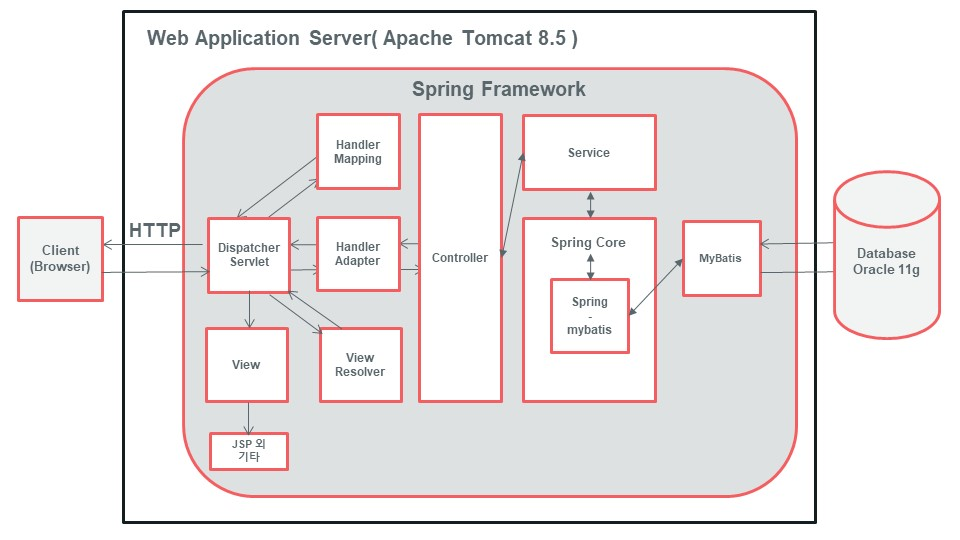 Web Application Server( Apache Tomcat 8.5 )
Spring Framework
Handler
Mapping
Service
Client
(Browser)
HTTP
Dispatcher
Servlet
Handler
Adapter
Controller
Spring Core
Spring
-
mybatis
MyBatis
Database
Oracle 11g
View
View
Resolver
JSP 외
기타